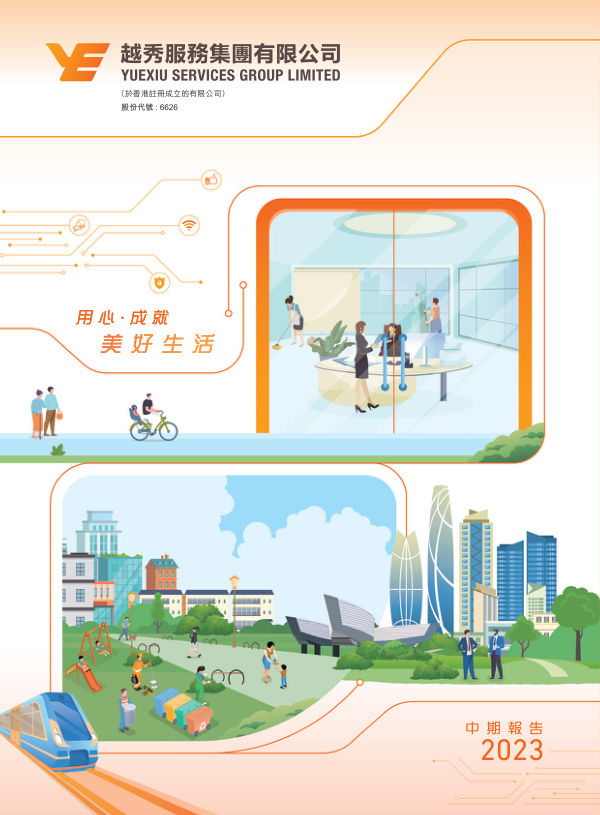 越秀服務集團有限公司
YUEXIU SERVICES GROUP LIMITED
（於香港註冊成立的有限公司）
股份代號 : 6626
用心·成就
美好生活
中期報告
2023